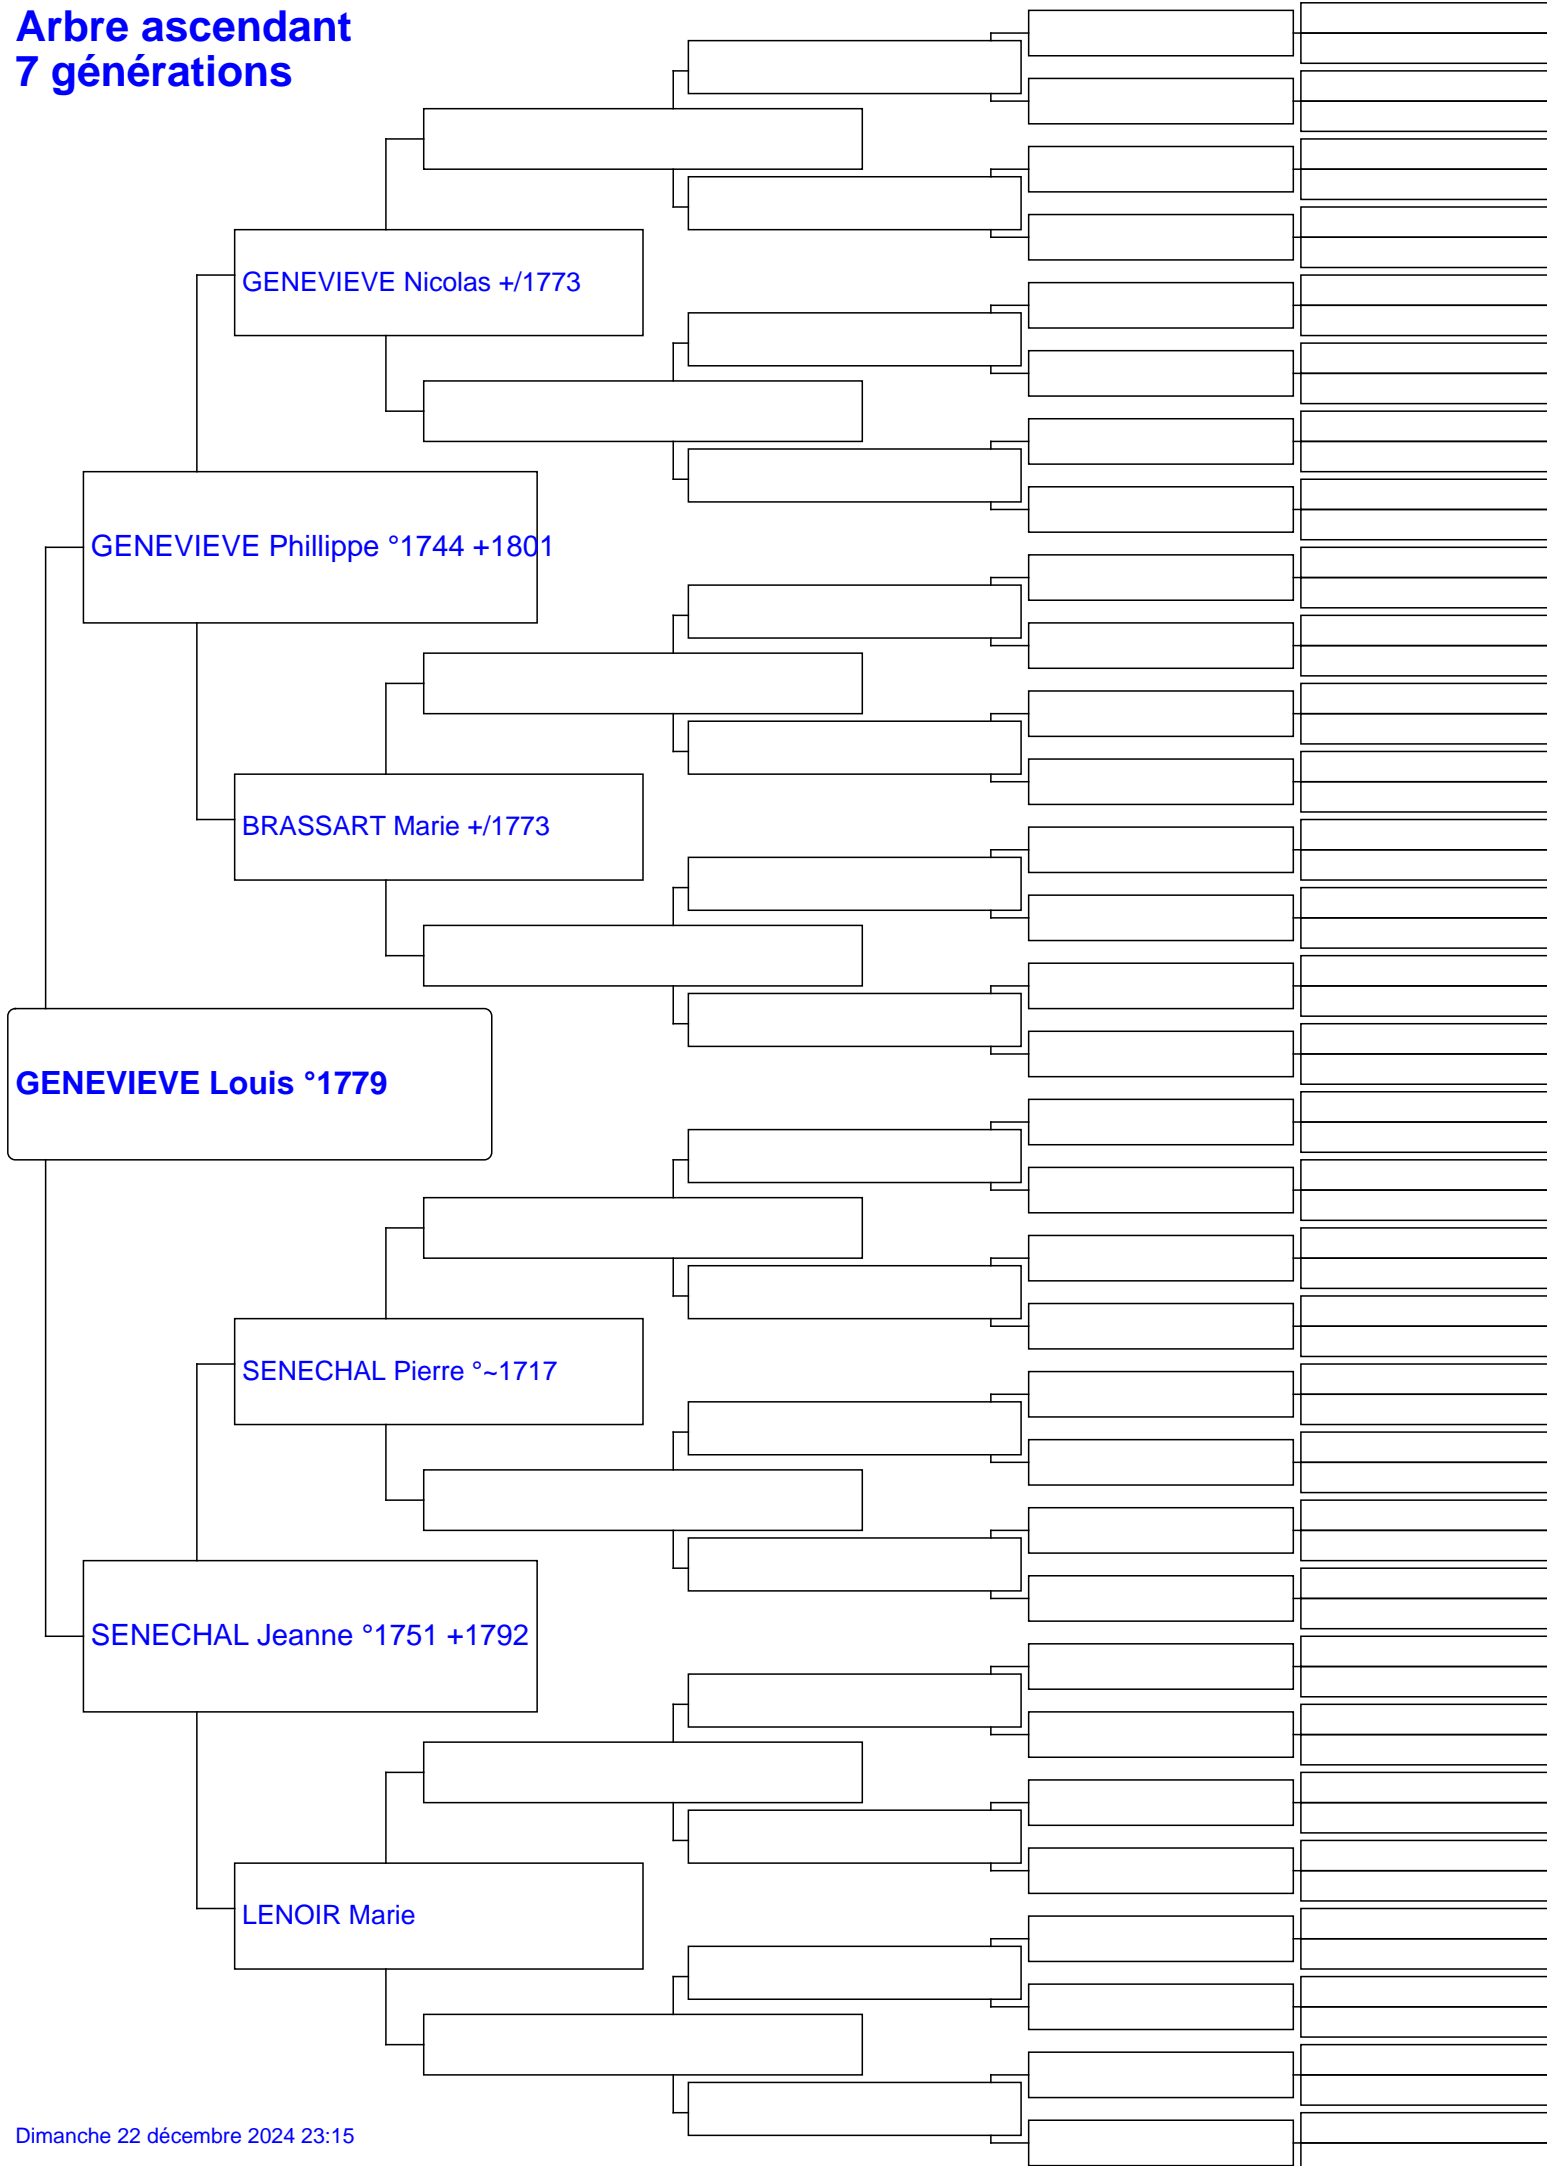 Arbre ascendant
7 générations
GENEVIEVE Nicolas +/1773
GENEVIEVE Phillippe °1744 +1801
BRASSART Marie +/1773
GENEVIEVE Louis °1779
SENECHAL Pierre °~1717
SENECHAL Jeanne °1751 +1792
LENOIR Marie
Dimanche 22 décembre 2024 23:15